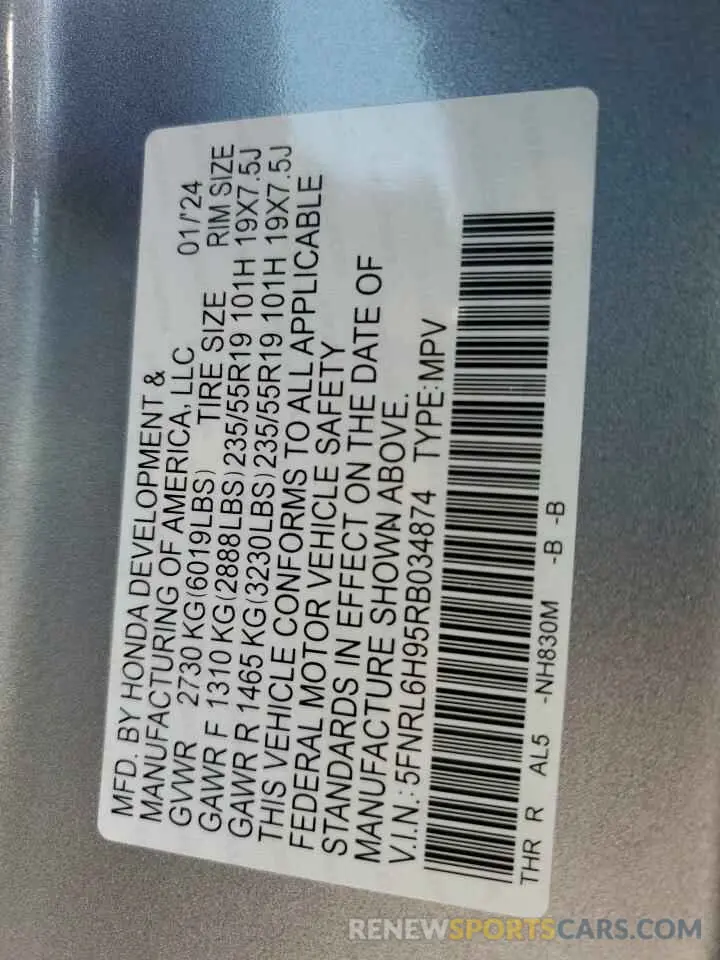 MFD. BY HONDA DEVELOPMENT &
MANUFACTURING OF AMERICA, LLC 01/'24
GVWR 2730 KG(6019LBS) TIRE SIZE RIM SIZE
GAWR F 1310 KG(2888LBS)235/55R19 101H 19X7.5J
GAWR R 1465 KG(3230LBS)235/55R19 101H 19X7.5J
THIS VEHICLE CONFORMS TO ALL APPLICABLE
FEDERAL MOTOR VEHICLE SAFETY
STANDARDS IN EFFECT ON THE DATE OF
MANUFACTURE SHOWN ABOVE.
V.I.N.:5FNRL6H95RB034874 TYPE:MPV
THR R AL5 -NH830M -B -B
RENEWSPORTSCARS.COM